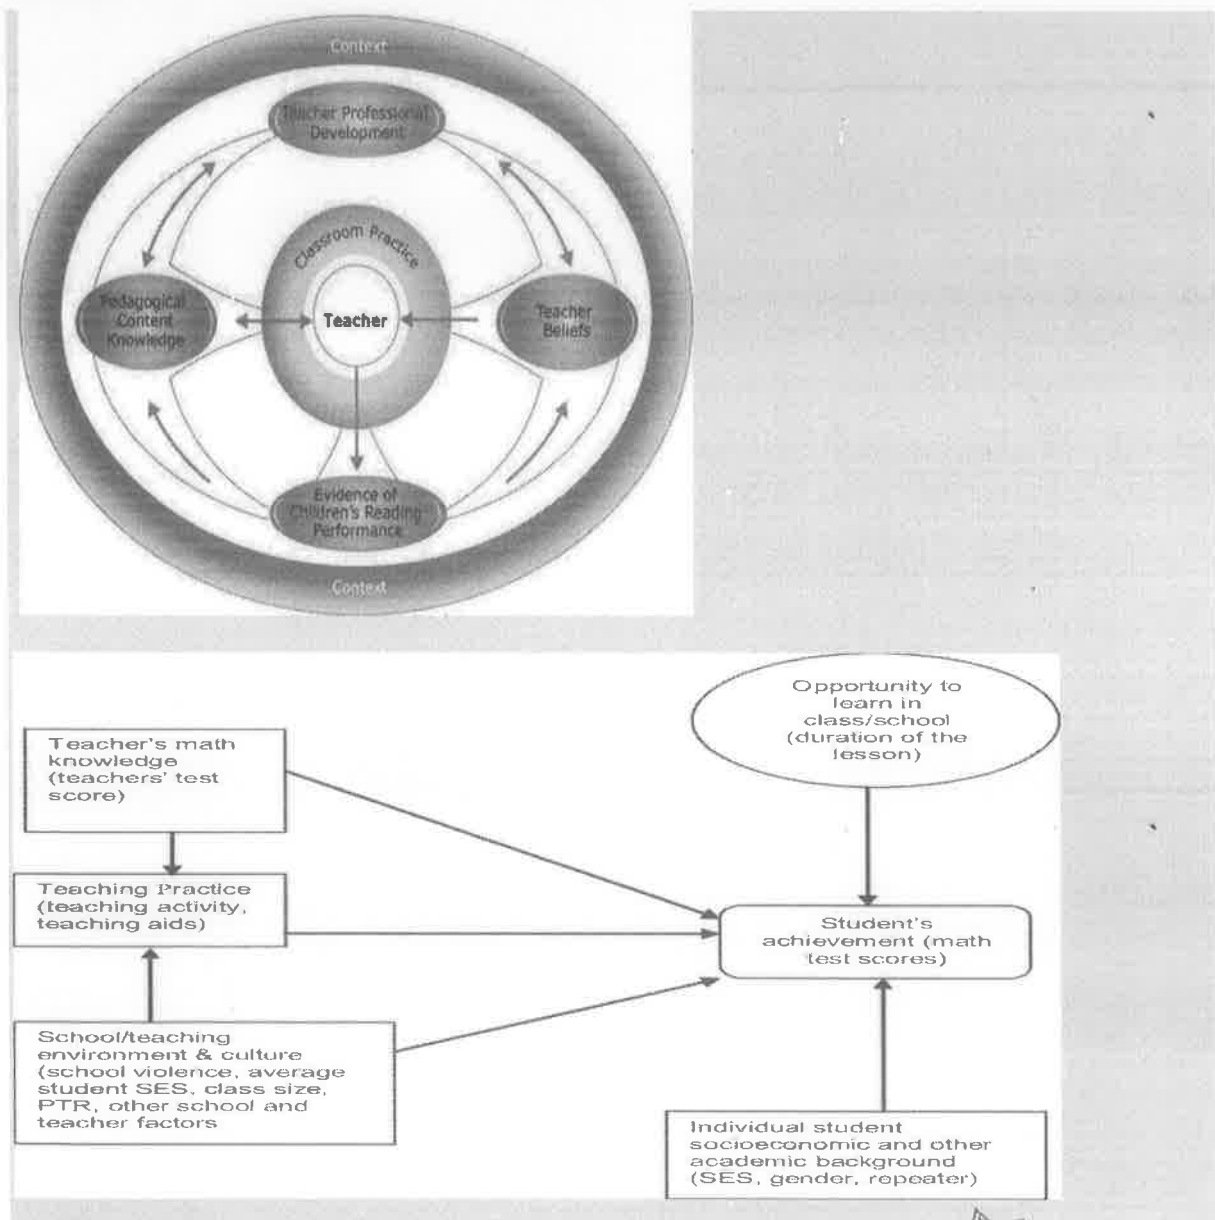 Context
Teacher Professional
Development
Classroom Practice
Pedagogical
Content
Knowledge
Teacher
Teacher
Beliefs
Evidence of
Children's Reading
Performance
Context
Opportunity to
learn in
class/school
(duration of the
lesson)
Teacher's math
knowledge
(teachers' test
score)
Teaching Practice
(teaching activity,
teaching aids)
Student's
achievement (math
test scores)
School/teaching
environment & culture
(school violence, average
student SES, class size,
PTR, other school and
teacher factors
Individual student
socioeconomic and other
academic background
(SES, gender, repeater)